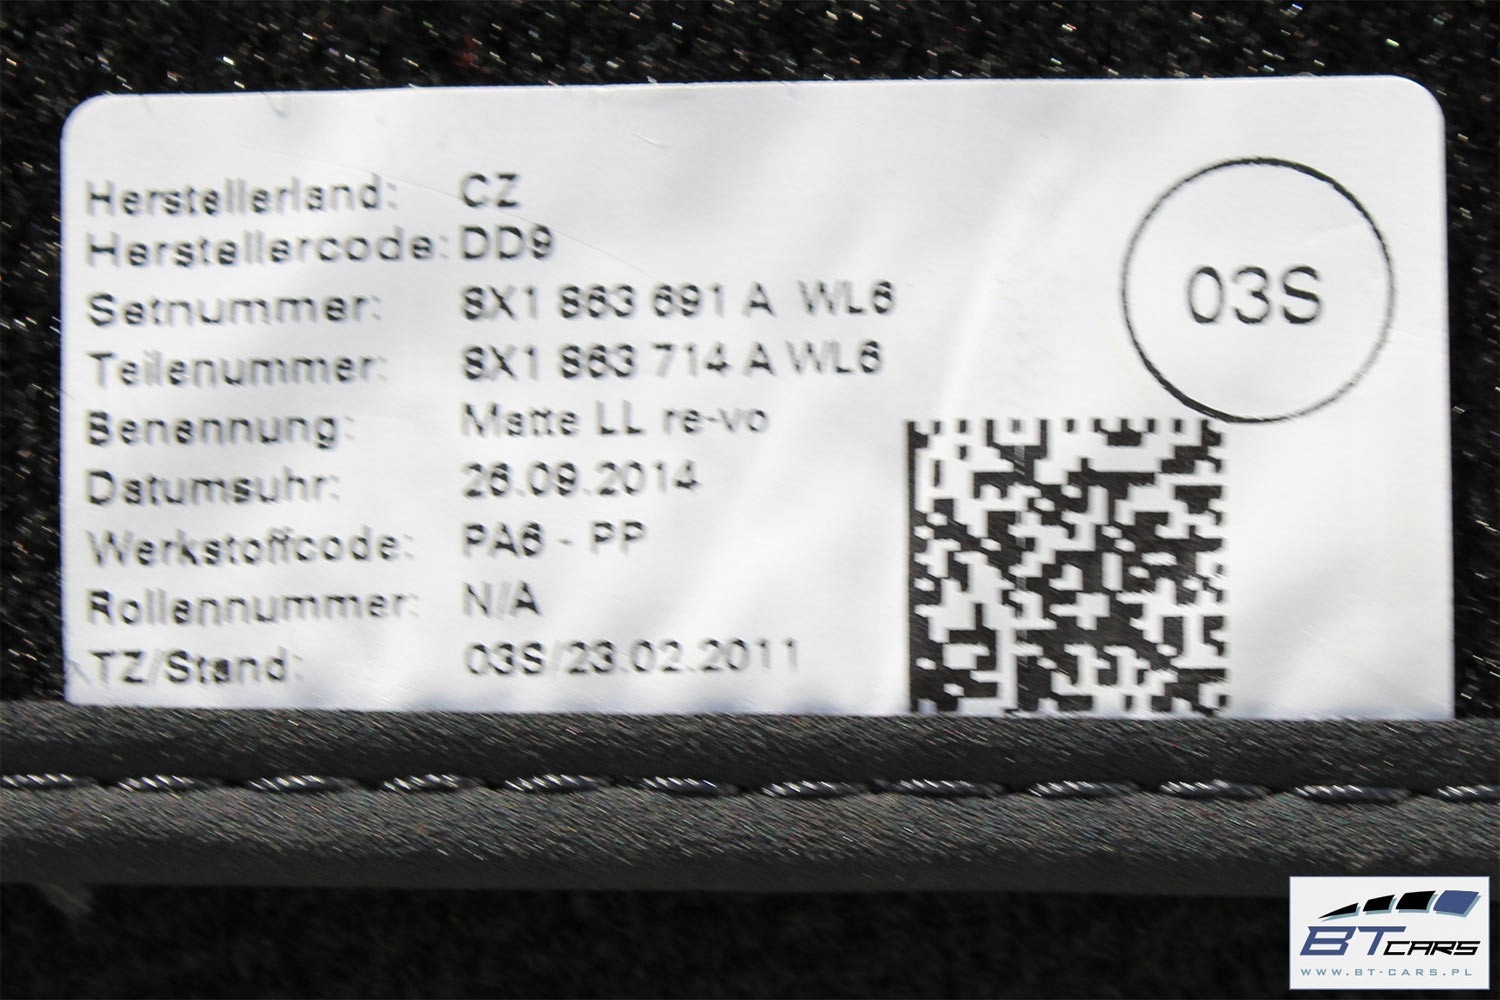 Herstellerland: CZ
Herstellercode: DD9
Setnummer: 8X1 863 691 A WL6
Teilenummer: 8X1 863 714 A WL6
Benennung: Matte LL re-vo
Datumsuhr: 26.09.2014
Werkstoffcode: PA6 - PP
Rollennummer: N/A
TZ/Stand: 03S/23.02.2011
03S
BT CARS
WWW.BT-CARS.PL